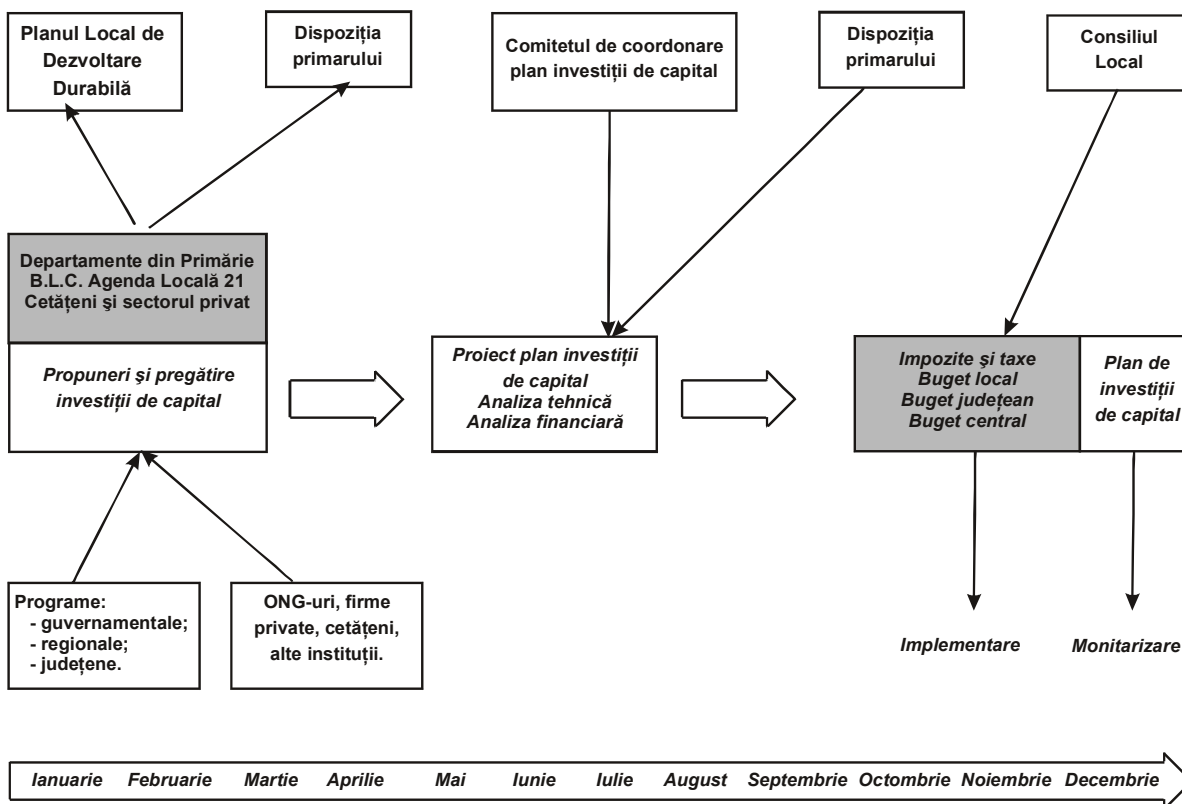 Planul Local de
Dezvoltare
Durabilă
Dispoziția
primarului
Comitetul de coordonare
plan investiții de capital
Dispoziția
primarului
Consiliul
Local
Departamente din Primărie
B.L.C. Agenda Locală 21
Cetățeni şi sectorul privat
Propuneri şi pregătire
investiții de capital
Proiect plan investiții
de capital
Analiza tehnică
Analiza financiară
Impozite şi taxe
Buget local
Buget județean
Buget central
Plan de
investiții
de capital
Programe:
- guvernamentale;
- regionale;
- județene.
ONG-uri, firme
private, cetățeni,
alte instituții.
Implementare
Monitarizare
Ianuarie Februarie Martie Aprilie Mai Iunie Iulie August Septembrie Octombrie Noiembrie Decembrie